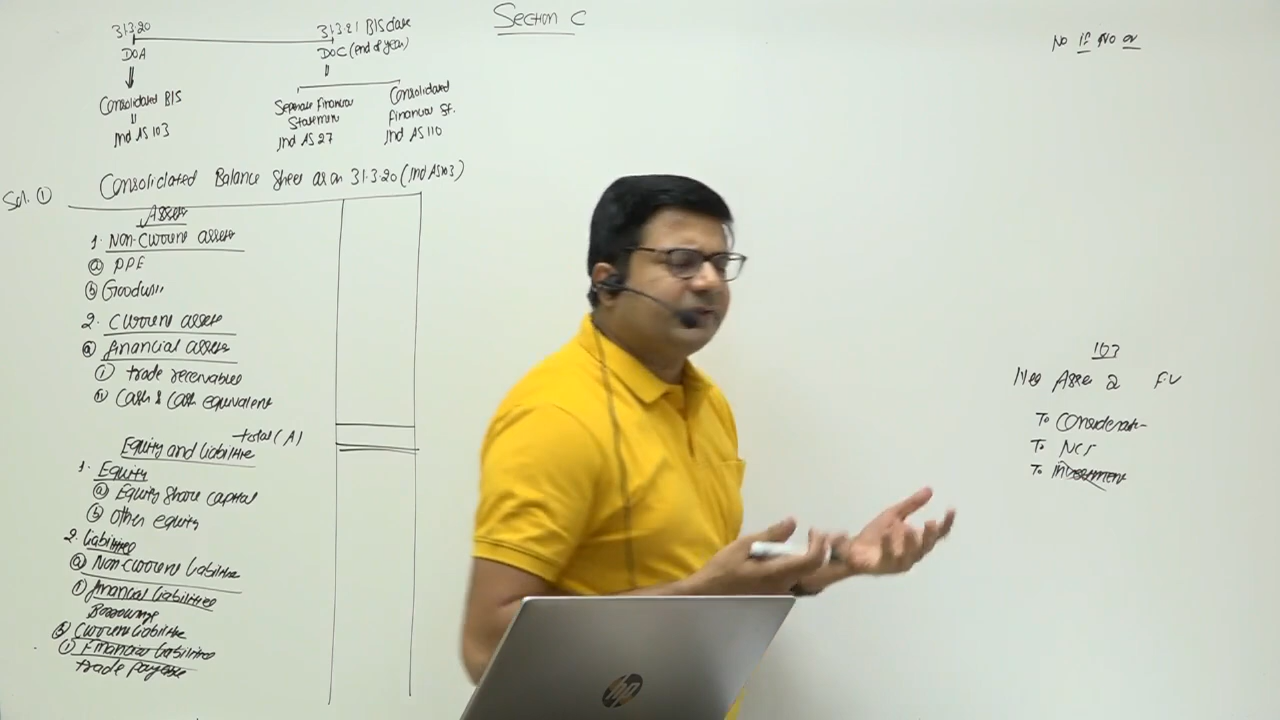 Section C
No if No or
31.3.20
31.3.21 B/S date
DOA
DOC (end of year)
Consolidated B/S
Ind AS 103
Separate Financial
Statement
Ind AS 27
Consolidated
Financial St.
Ind AS 110
Sol. ①
Consolidated Balance Sheet as on 31.3.20 (Ind AS 103)
Assets
1. Non-Current assets
ⓐ PPE
ⓑ Goodwill
2. Current assets
ⓐ financial assets
ⓘ trade receivables
ⓘⓘ Cash & Cash equivalent
total (A)
Equity and liabilities
1. Equity
ⓐ Equity Share capital
ⓑ Other equity
2. Liabilities
ⓐ Non-current liabilities
ⓘ financial liabilities
Borrowings
ⓑ Current liabilities
ⓘ Financial liabilities
trade payable
103
Net Asset a FV
To Consideration
To NCI
To Investment
hp